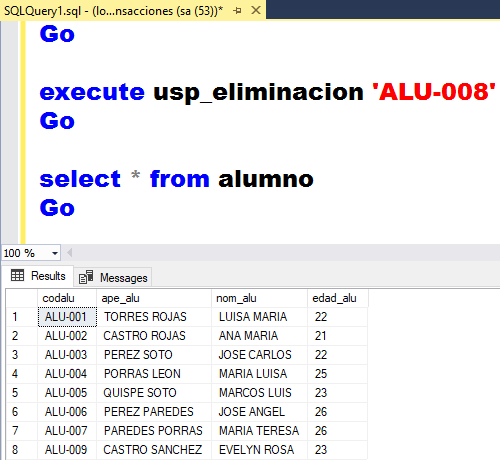 SQLQuery1.sql - (lo...nsacciones (sa (53))*
Go
execute usp_eliminacion 'ALU-008'
Go
select * from alumno
Go
100 %
Results Messages
codalu ape_alu nom_alu edad_alu
1 ALU-001 TORRES ROJAS LUISA MARIA 22
2 ALU-002 CASTRO ROJAS ANA MARIA 21
3 ALU-003 PEREZ SOTO JOSE CARLOS 22
4 ALU-004 PORRAS LEON MARIA LUISA 25
5 ALU-005 QUISPE SOTO MARCOS LUIS 23
6 ALU-006 PEREZ PAREDES JOSE ANGEL 26
7 ALU-007 PAREDES PORRAS MARIA TERESA 26
8 ALU-009 CASTRO SANCHEZ EVELYN ROSA 23